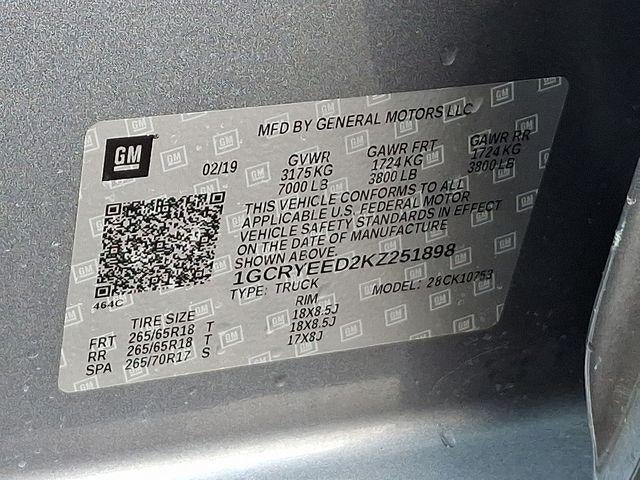 MFD BY GENERAL MOTORS LLC
GM
02/19 GVWR GAWR FRT GAWR RR
3175 KG 1724 KG 1724 KG
7000 LB 3800 LB 3800 LB
THIS VEHICLE CONFORMS TO ALL
APPLICABLE U.S. FEDERAL MOTOR
VEHICLE SAFETY STANDARDS IN EFFECT
ON THE DATE OF MANUFACTURE
SHOWN ABOVE.
1GCRYEED2KZ251898
464C
TYPE: TRUCK MODEL: 28CK10753
TIRE SIZE RIM
FRT 265/65R18 T 18X8.5J
RR 265/65R18 T 18X8.5J
SPA 265/70R17 S 17X8J